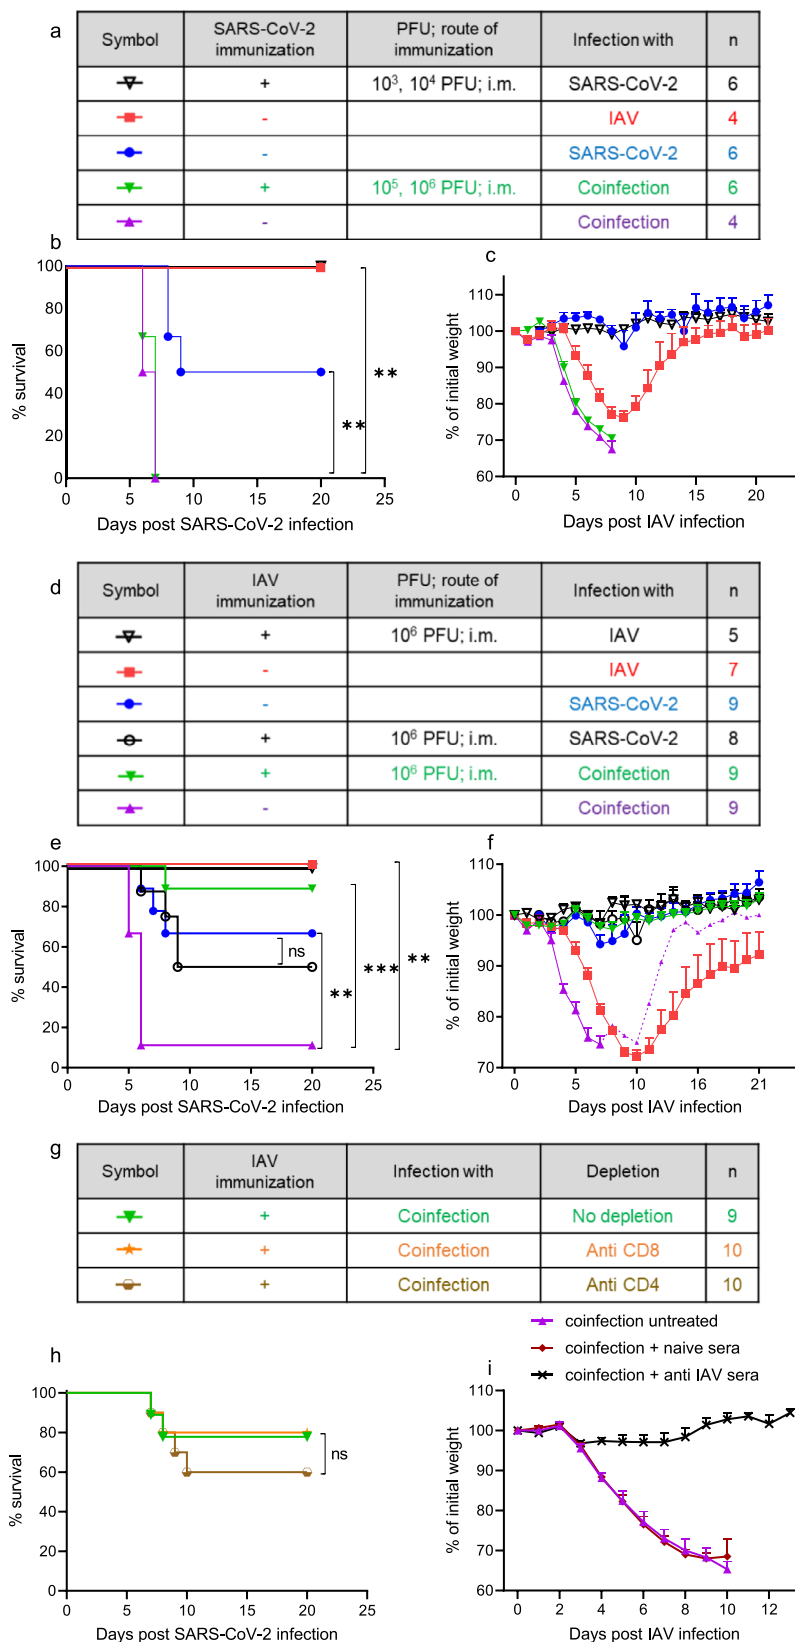 a
Symbol SARS-CoV-2 immunization PFU; route of immunization Infection with n
+ 10³, 10⁴ PFU; i.m. SARS-CoV-2 6
- IAV 4
- SARS-CoV-2 6
+ 10⁵, 10⁶ PFU; i.m. Coinfection 6
- Coinfection 4
b
% survival
100
80
60
40
20
0
0 5 10 15 20 25
Days post SARS-CoV-2 infection
**
**
c
% of initial weight
110
100
90
80
70
60
0 5 10 15 20
Days post IAV infection
d
Symbol IAV immunization PFU; route of immunization Infection with n
+ 10⁶ PFU; i.m. IAV 5
- IAV 7
- SARS-CoV-2 9
+ 10⁶ PFU; i.m. SARS-CoV-2 8
+ 10⁶ PFU; i.m. Coinfection 9
- Coinfection 9
e
% survival
100
80
60
40
20
0
0 5 10 15 20 25
Days post SARS-CoV-2 infection
ns
**
***
**
f
% of initial weight
110
100
90
80
70
0 5 10 16 21
Days post IAV infection
g
Symbol IAV immunization Infection with Depletion n
+ Coinfection No depletion 9
+ Coinfection Anti CD8 10
+ Coinfection Anti CD4 10
h
% survival
100
80
60
40
20
0
0 5 10 15 20 25
Days post SARS-CoV-2 infection
ns
coinfection untreated
coinfection + naive sera
coinfection + anti IAV sera
i
% of initial weight
110
100
90
80
70
60
0 2 4 6 8 10 12
Days post IAV infection